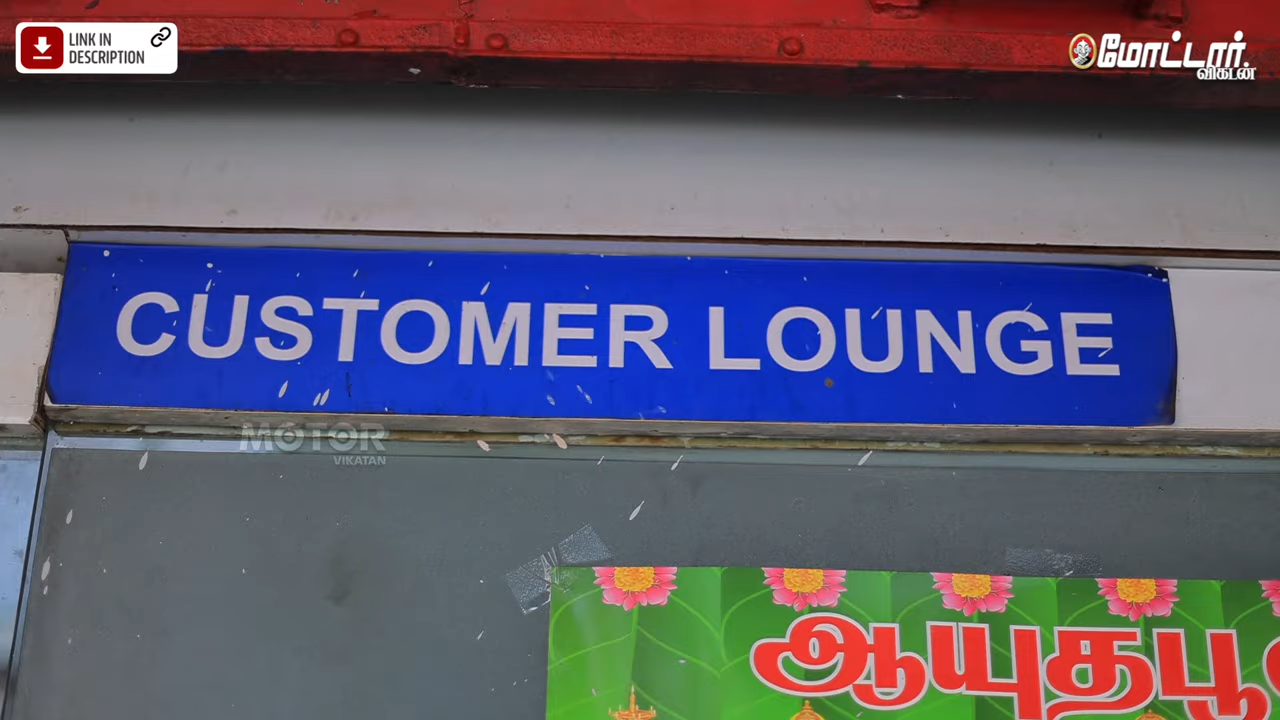 LINK IN
DESCRIPTION
மோட்டார்
விகடன்
CUSTOMER LOUNGE
MOTOR
VIKATAN